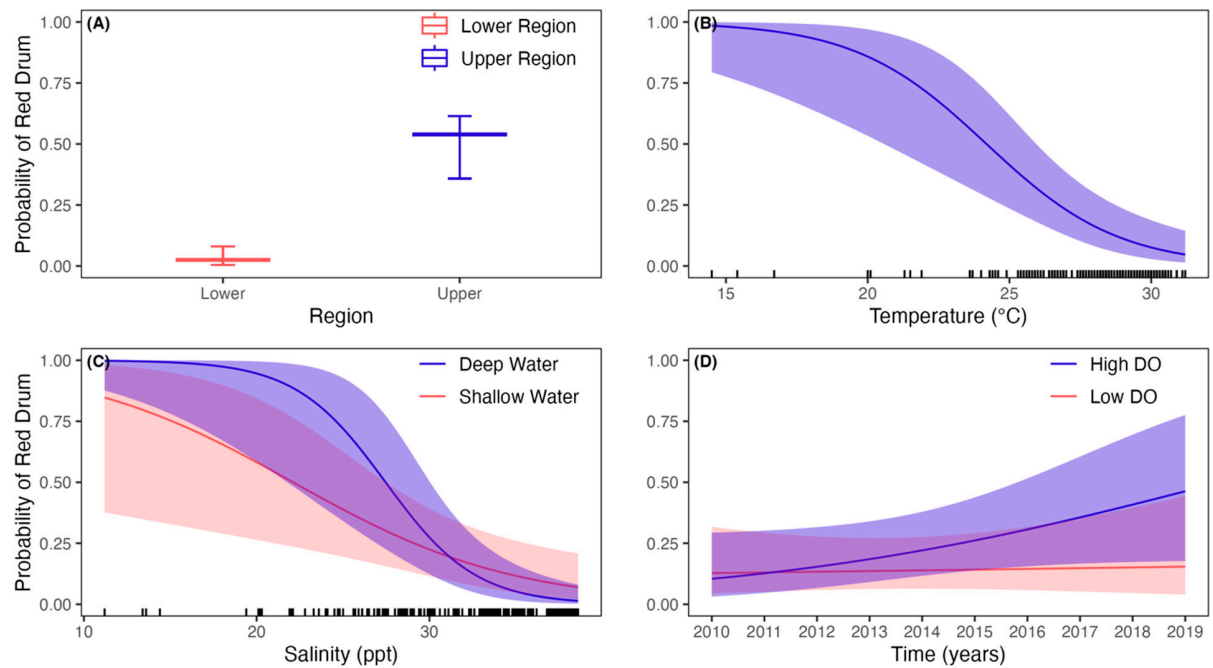 (A)
Lower Region
Upper Region
Probability of Red Drum
1.00
0.75
0.50
0.25
0.00
Lower
Upper
Region
(B)
1.00
0.75
0.50
0.25
0.00
15
20
25
30
Temperature (°C)
(C)
Deep Water
Shallow Water
Probability of Red Drum
1.00
0.75
0.50
0.25
0.00
10
20
30
Salinity (ppt)
(D)
High DO
Low DO
1.00
0.75
0.50
0.25
0.00
2010 2011 2012 2013 2014 2015 2016 2017 2018 2019
Time (years)